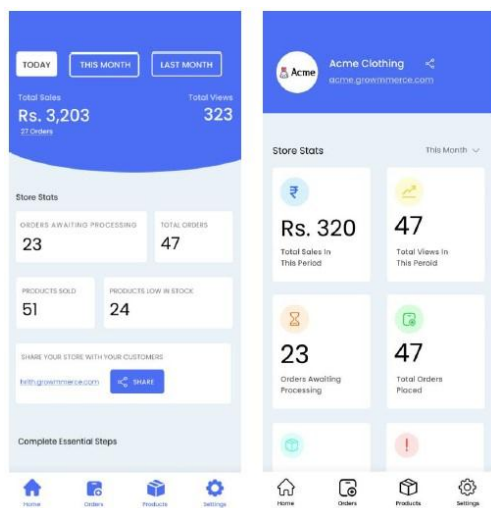 TODAY
THIS MONTH
LAST MONTH
Total Sales
Total Views
Rs. 3,203
323
27 Orders
Store Stats
ORDERS AWAITING PROCESSING
23
TOTAL ORDERS
47
PRODUCTS SOLD
51
PRODUCTS LOW IN STOCK
24
SHARE YOUR STORE WITH YOUR CUSTOMERS
hrith.growmmerce.com
SHARE
Complete Essential Steps
Home
Orders
Products
Settings
Acme
Acme Clothing
acme.growmmerce.com
Store Stats
This Month
₹
Rs. 320
Total Sales In
This Period
47
Total Views In
This Peroid
23
Orders Awaiting
Processing
47
Total Orders
Placed
Home
Orders
Products
Settings